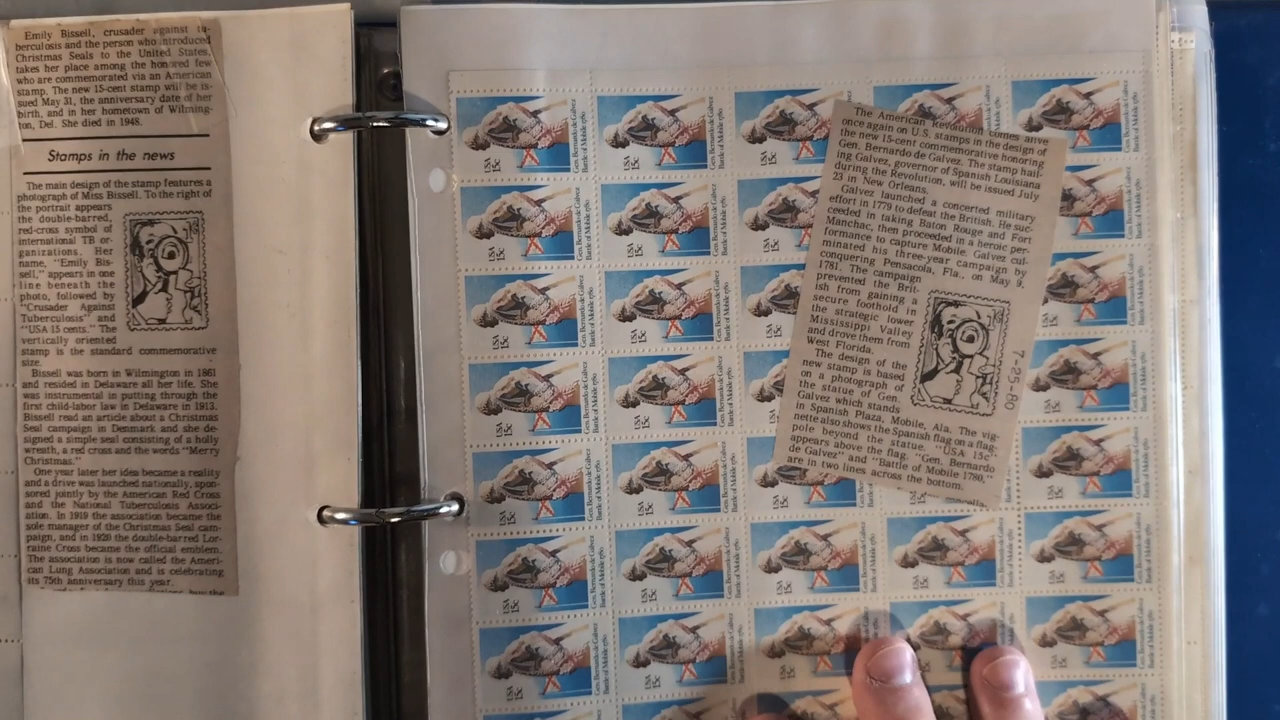 Emily Bissell, crusader against tu-
berculosis and the person who introduced
Christmas Seals to the United States,
takes her place among the honored few
who are commemorated via an American
stamp. The new 15-cent stamp will be is-
sued May 31, the anniversary date of her
birth, and in her hometown of Wilming-
ton, Del. She died in 1948.
Stamps in the news
The main design of the stamp features a
photograph of Miss Bissell. To the right of
the portrait appears
the double-barred,
red-cross symbol of
international TB or-
ganizations. Her
name, "Emily Bis-
sell," appears in one
line beneath the
photo, followed by
"Crusader Against
Tuberculosis" and
"USA 15 cents." The
vertically oriented
stamp is the standard commemorative
size.
Bissell was born in Wilmington in 1861
and resided in Delaware all her life. She
was instrumental in putting through the
first child-labor law in Delaware in 1913.
Bissell read an article about a Christmas
Seal campaign in Denmark and she de-
signed a simple seal consisting of a holly
wreath, a red cross and the words "Merry
Christmas."
One year later her idea became a reality
and a drive was launched nationally, spon-
sored jointly by the American Red Cross
and the National Tuberculosis Associ-
ation. In 1919 the association became the
sole manager of the Christmas Seal cam-
paign, and in 1920 the double-barred Lor-
raine Cross became the official emblem.
The association is now called the Ameri-
can Lung Association and is celebrating
its 75th anniversary this year.
The American Revolution comes alive
once again on U.S. stamps in the design of
the new 15-cent commemorative honoring
Gen. Bernardo de Galvez. The stamp hail-
ing Galvez, governor of Spanish Louisiana
during the Revolution, will be issued July
23 in New Orleans.
Galvez launched a concerted military
effort in 1779 to defeat the British. He suc-
ceeded in taking Baton Rouge and Fort
Manchac, then proceeded in a heroic per-
formance to capture Mobile. Galvez cul-
minated his three-year campaign by
conquering Pensacola, Fla., on May 9,
1781. The campaign
prevented the Brit-
ish from gaining a
secure foothold in
the strategic lower
Mississippi Valley
and drove them from
West Florida.
The design of the
new stamp is based
on a photograph of
the statue of Gen.
Galvez which stands
in Spanish Plaza, Mobile, Ala. The vig-
nette also shows the Spanish flag on a flag-
pole beyond the statue. "USA 15c"
appears above the flag. "Gen. Bernardo
de Galvez" and "Battle of Mobile 1780,"
are in two lines across the bottom.
7-25-80
USA
15c
Gen. Bernardo de Gálvez
Battle of Mobile 1780